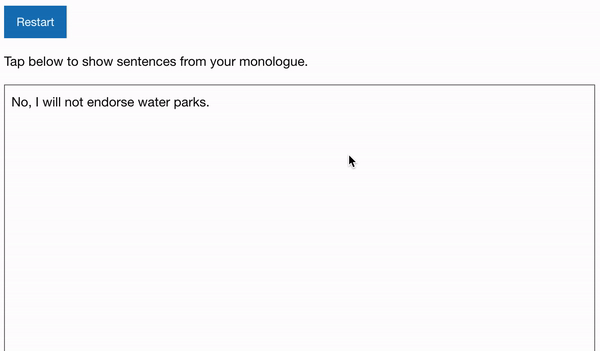 Restart
Tap below to show sentences from your monologue.
No, I will not endorse water parks.